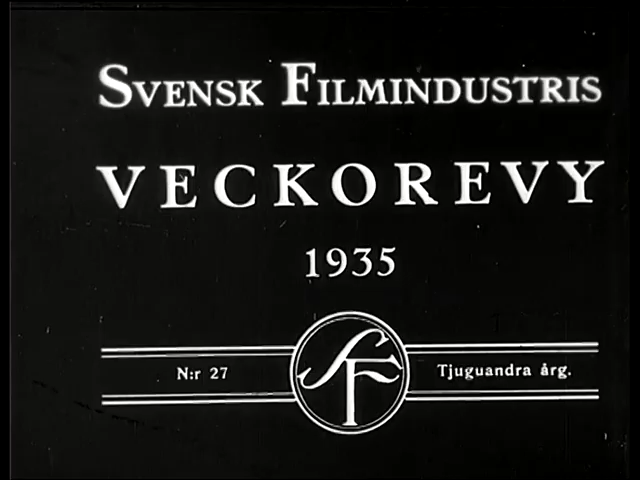 SVENSK FILMINDUSTRIS
VECKOREVY
1935
N:r 27
SF
Tjuguandra årg.